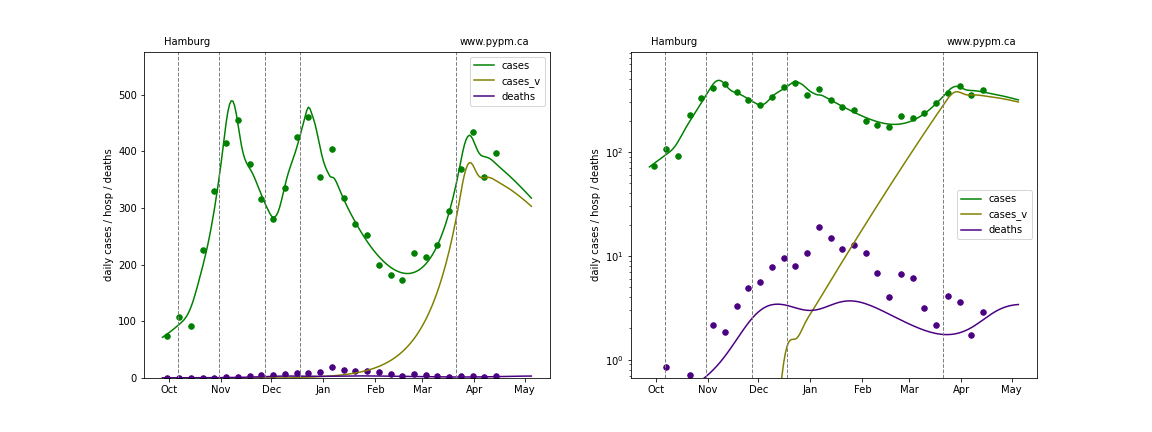 Hamburg
www.pypm.ca
cases
cases_v
deaths
daily cases / hosp / deaths
500
400
300
200
100
0
Oct
Nov
Dec
Jan
Feb
Mar
Apr
May
Hamburg
www.pypm.ca
cases
cases_v
deaths
daily cases / hosp / deaths
10²
10¹
10⁰
Oct
Nov
Dec
Jan
Feb
Mar
Apr
May